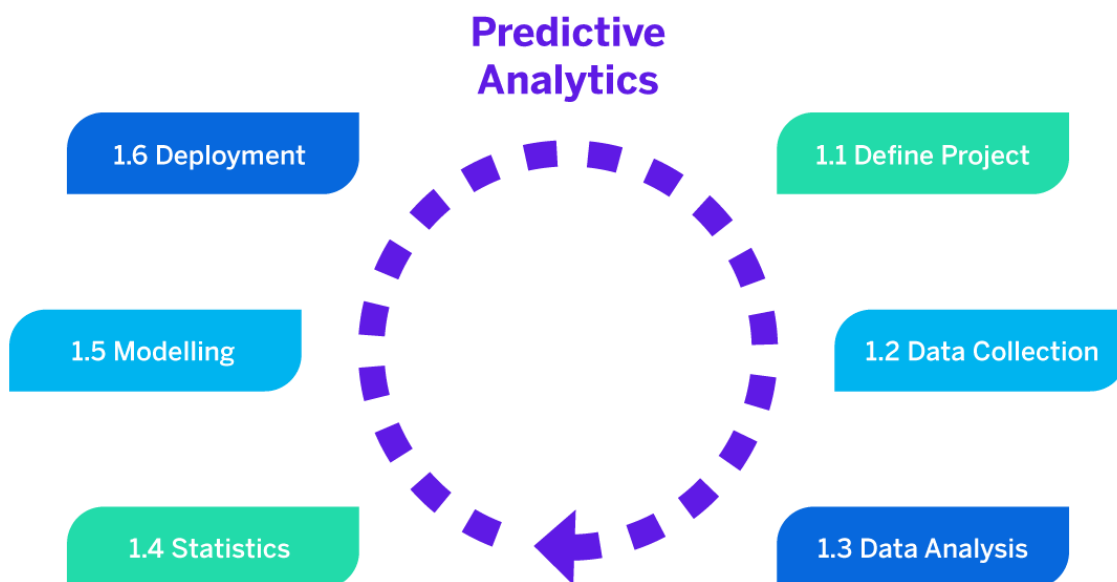 Predictive
Analytics
1.6 Deployment
1.1 Define Project
1.5 Modelling
1.2 Data Collection
1.4 Statistics
1.3 Data Analysis